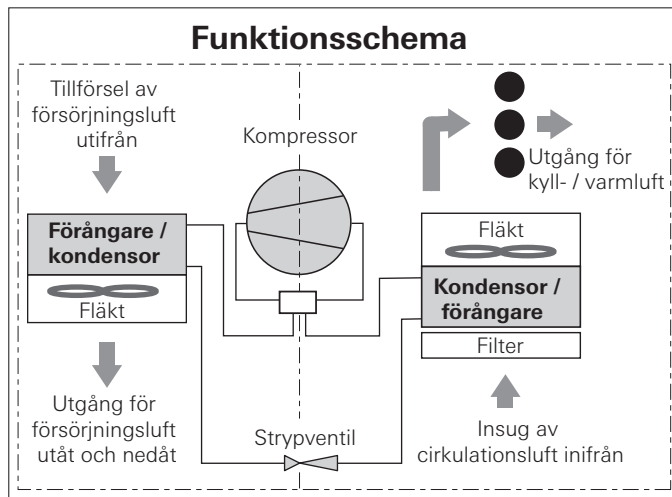 Funktionsschema
Tillförsel av
försörjningsluft
utifrån
Kompressor
Utgång för
kyll- / varmluft
Förångare /
kondensor
Fläkt
Fläkt
Kondensor /
förångare
Filter
Utgång för
försörjningsluft
utåt och nedåt
Strypventil
Insug av
cirkulationsluft inifrån